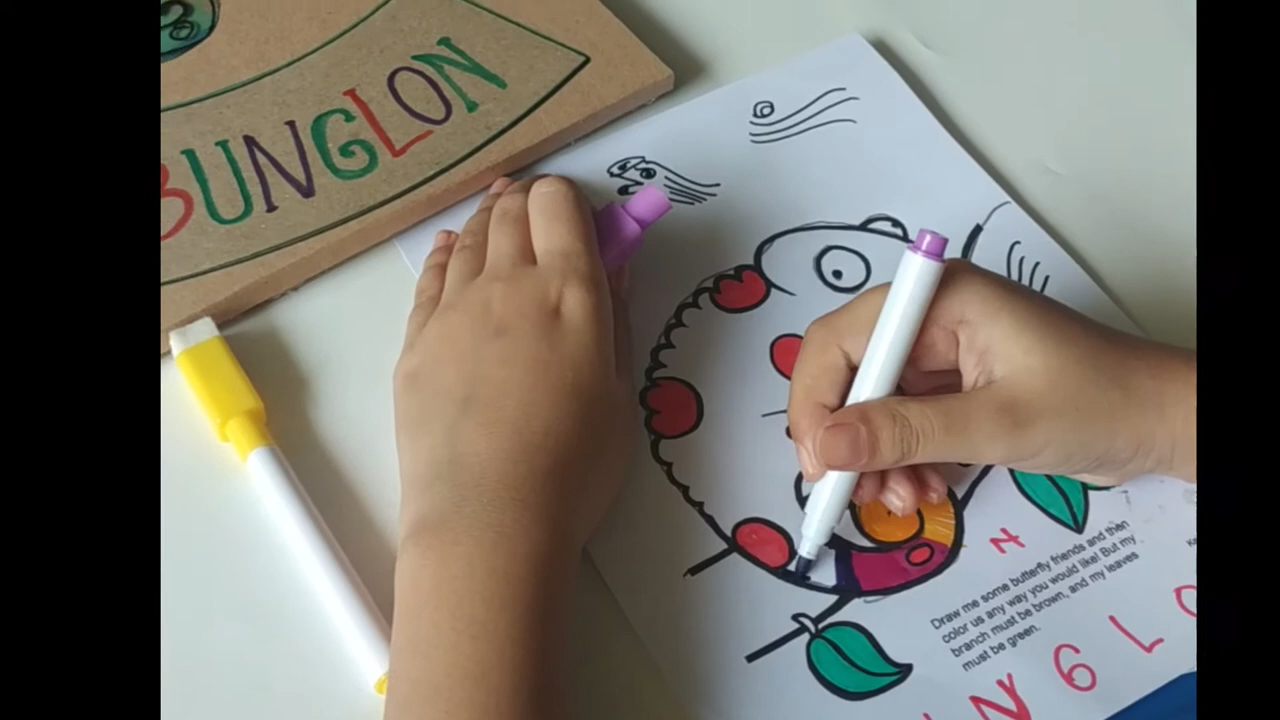 BUNGLON
N
Draw me some butterfly friends and then
color us any way you would like! But my
branch must be brown, and my leaves
must be green.
N G L O